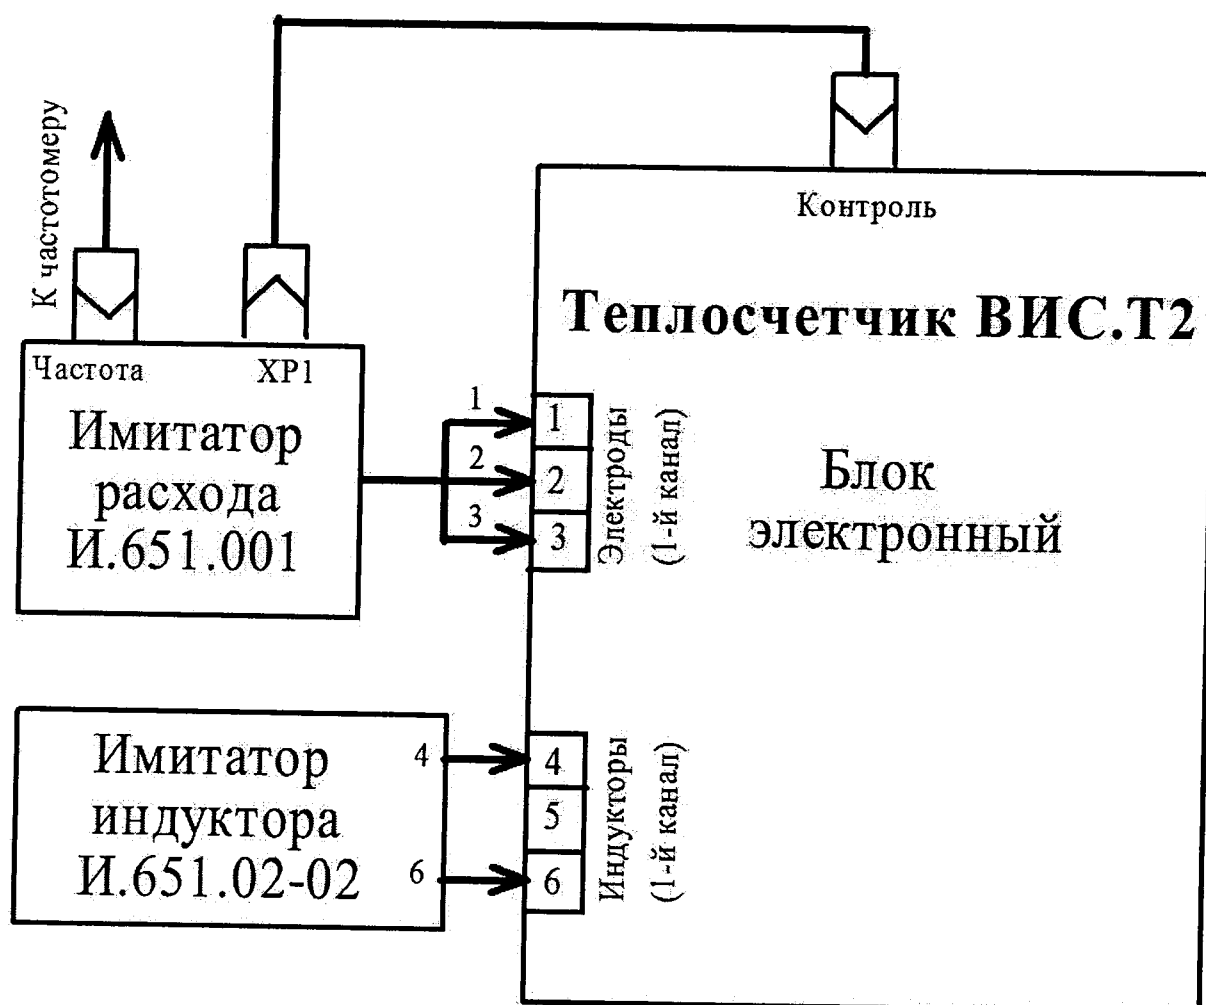 К частотомеру
Контроль
Теплосчетчик ВИС.Т2
Частота
ХР1
Имитатор
расхода
И.651.001
1
2
3
1
2
3
Электроды
(1-й канал)
Блок
электронный
Имитатор
индуктора
И.651.02-02
4
6
4
5
6
Индукторы
(1-й канал)